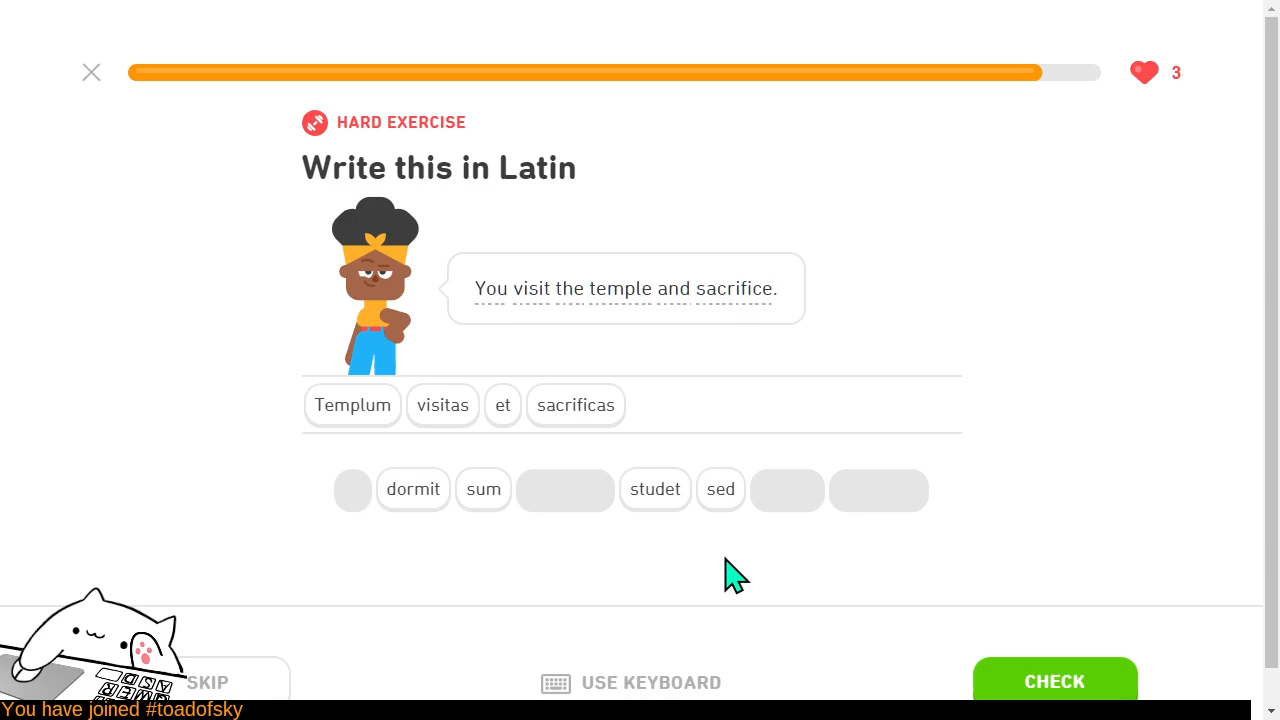 3
HARD EXERCISE
Write this in Latin
You visit the temple and sacrifice.
Templum visitas et sacrificas
dormit sum studet sed
SKIP USE KEYBOARD CHECK
You have joined #toadofsky